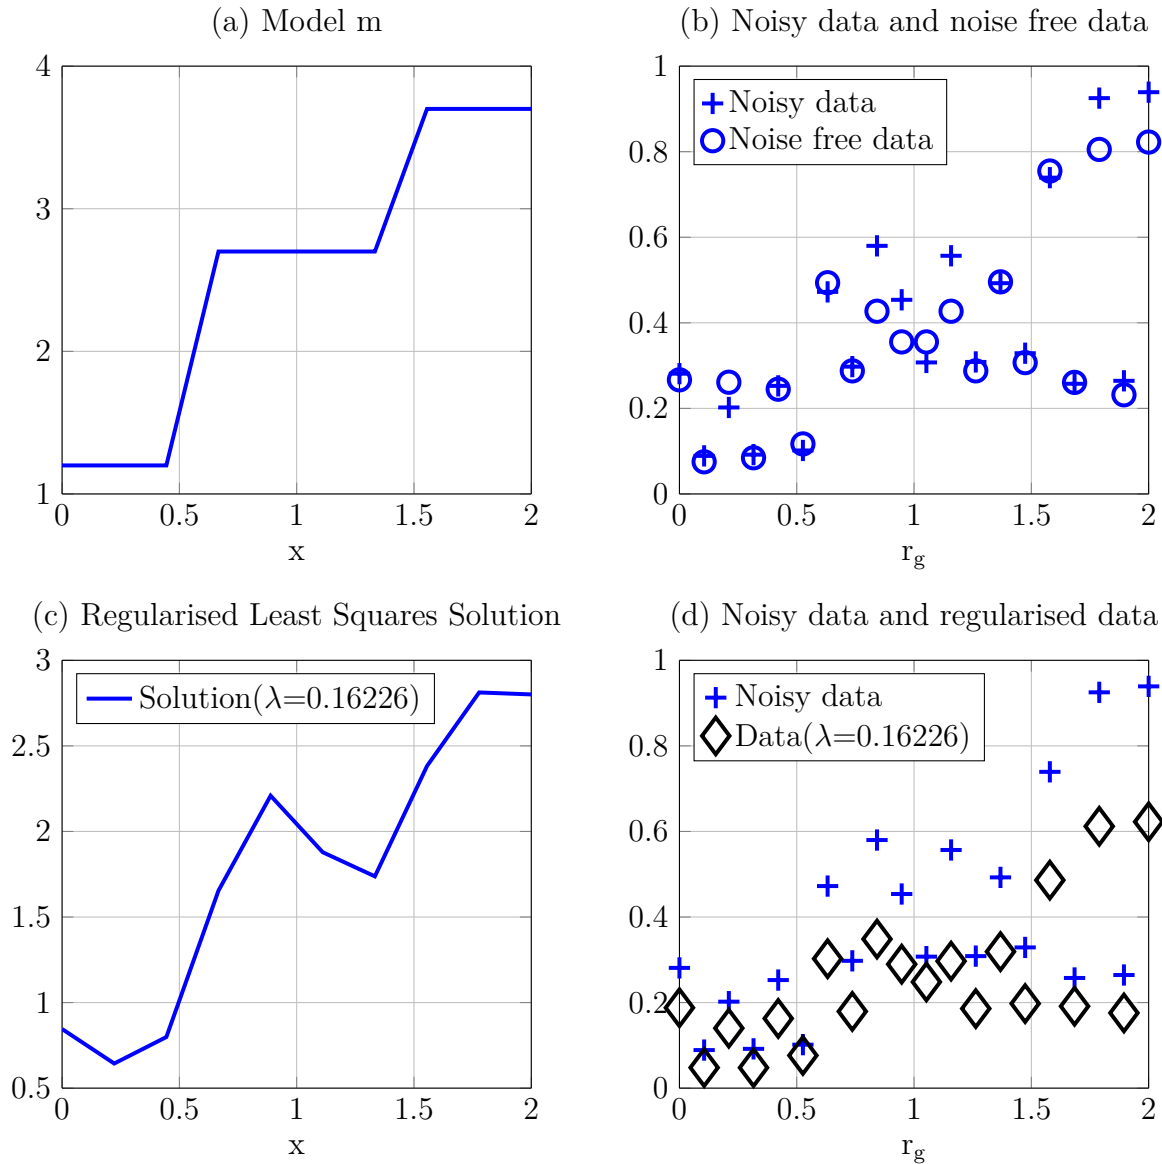 (a) Model m
4
3
2
1
0 0.5 1 1.5 2
x
(b) Noisy data and noise free data
Noisy data
Noise free data
1
0.8
0.6
0.4
0.2
0
0 0.5 1 1.5 2
r_g
(c) Regularised Least Squares Solution
Solution(λ=0.16226)
3
2.5
2
1.5
1
0.5
0 0.5 1 1.5 2
x
(d) Noisy data and regularised data
Noisy data
Data(λ=0.16226)
1
0.8
0.6
0.4
0.2
0
0 0.5 1 1.5 2
r_g